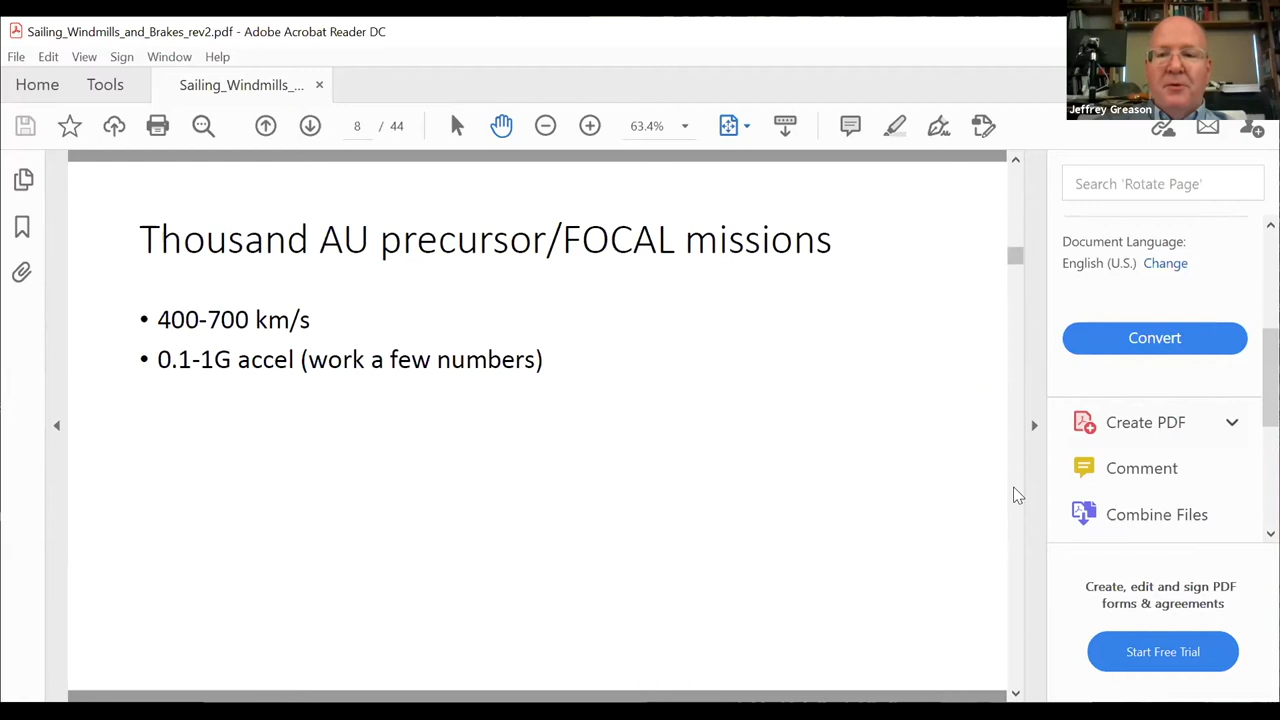 Sailing_Windmills_and_Brakes_rev2.pdf - Adobe Acrobat Reader DC
File Edit View Sign Window Help
Home Tools Sailing_Windmills_... ×
8 / 44 63.4%
Jeffrey Greason
Thousand AU precursor/FOCAL missions
• 400-700 km/s
• 0.1-1G accel (work a few numbers)
Search 'Rotate Page'
Document Language:
English (U.S.) Change
Convert
Create PDF
Comment
Combine Files
Create, edit and sign PDF
forms & agreements
Start Free Trial